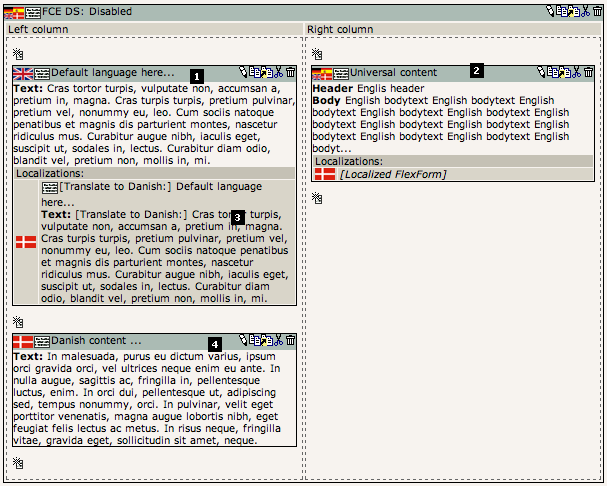 FCE DS: Disabled
Left column
Right column
Default language here...
1
Text: Cras tortor turpis, vulputate non, accumsan a,
pretium in, magna. Cras turpis turpis, pretium pulvinar,
pretium vel, nonummy eu, leo. Cum sociis natoque
penatibus et magnis dis parturient montes, nascetur
ridiculus mus. Curabitur augue nibh, iaculis eget,
suscipit ut, sodales in, lectus. Curabitur diam odio,
blandit vel, pretium non, mollis in, mi.
Localizations:
[Translate to Danish:] Default language
here...
Text: [Translate to Danish:] Cras tortor turpis,
3
vulputate non, accumsan a, pretium in, magna.
Cras turpis turpis, pretium pulvinar, pretium vel,
nonummy eu, leo. Cum sociis natoque penatibus
et magnis dis parturient montes, nascetur
ridiculus mus. Curabitur augue nibh, iaculis eget,
suscipit ut, sodales in, lectus. Curabitur diam
odio, blandit vel, pretium non, mollis in, mi.
Danish content ...
4
Text: In malesuada, purus eu dictum varius, ipsum
orci gravida orci, vel ultrices neque enim eu ante. In
nulla augue, sagittis ac, fringilla in, pellentesque
luctus, enim. In orci dui, pellentesque ut, adipiscing
sed, tempus nonummy, orci. In pulvinar, velit eget
porttitor venenatis, magna augue lobortis nibh, eget
feugiat felis lectus ac metus. In risus neque, fringilla
vitae, gravida eget, sollicitudin sit amet, neque.
Universal content
2
Header Englis header
Body English bodytext English bodytext English
bodytext English bodytext English bodytext English
bodytext English bodytext English bodytext English
bodytext English bodytext English bodytext English
bodyt...
Localizations:
[Localized FlexForm]